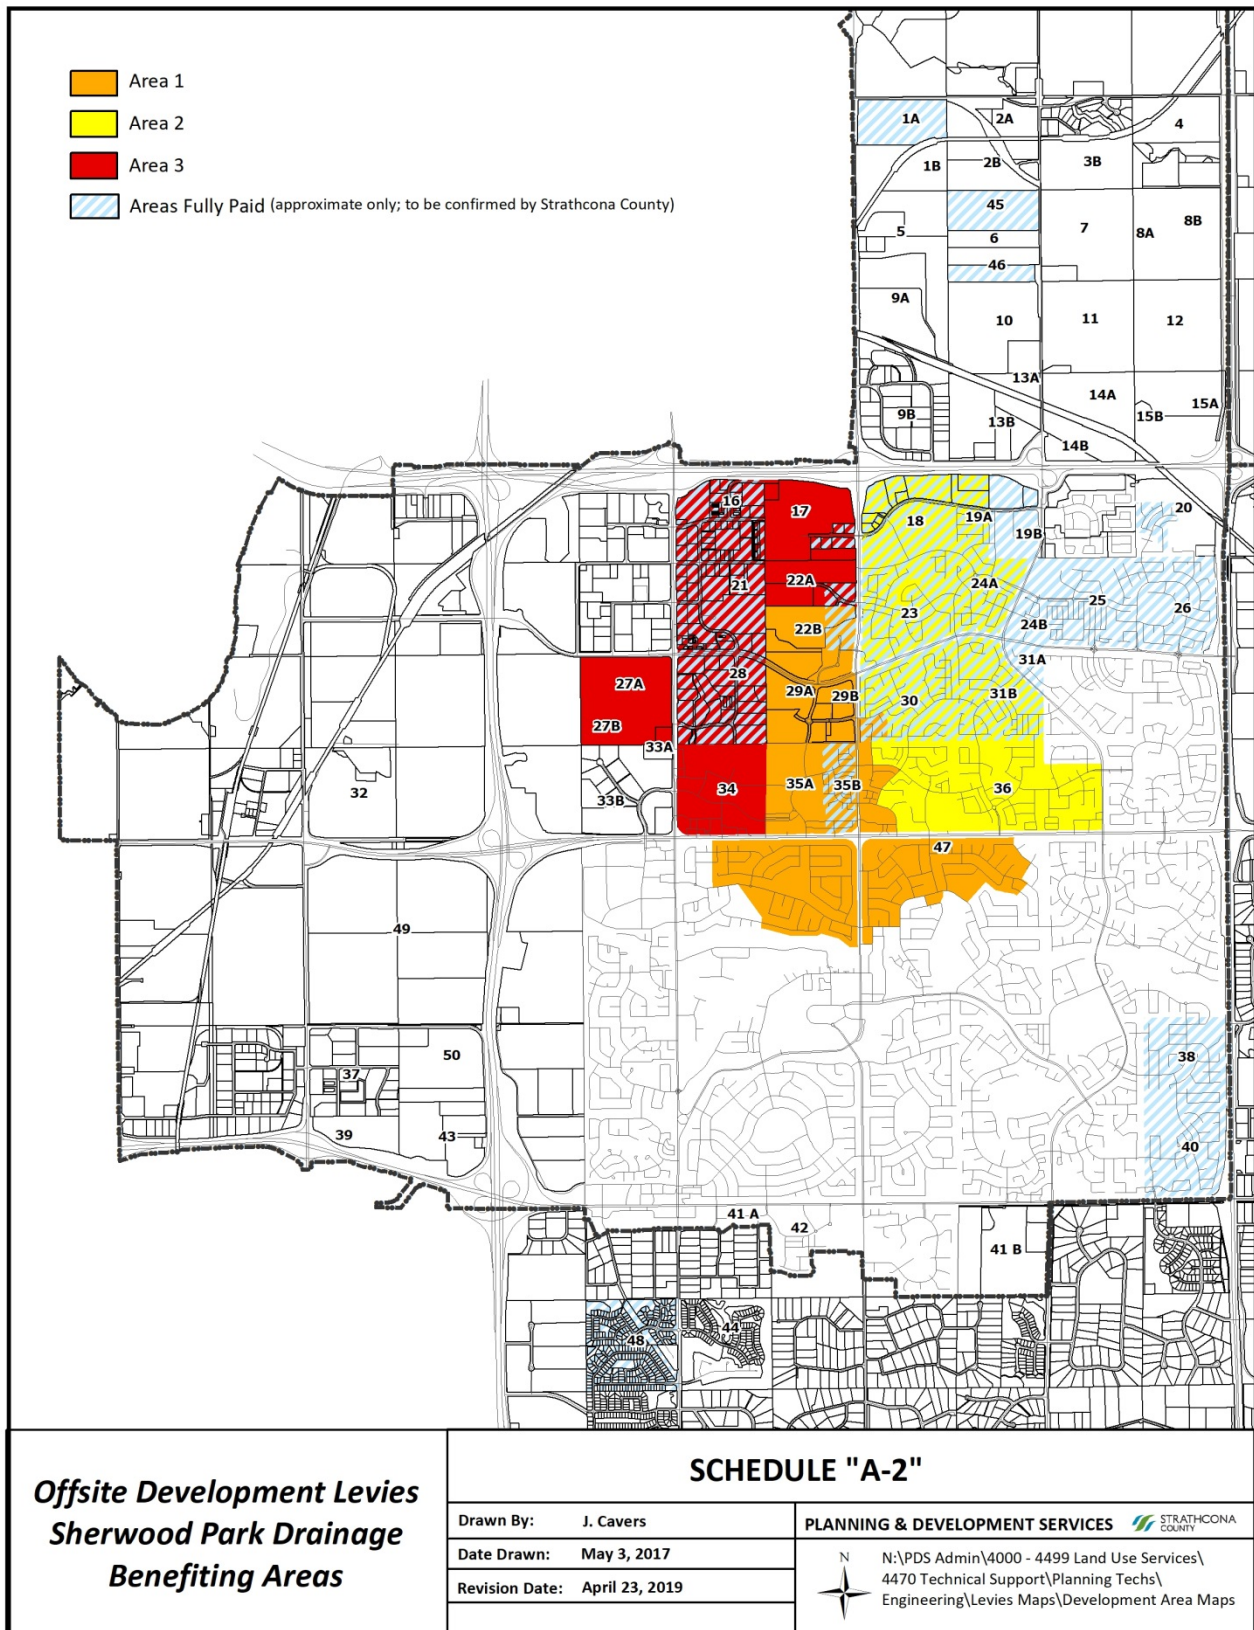 Area 1
Area 2
Area 3
Areas Fully Paid (approximate only; to be confirmed by Strathcona County)
1A
2A
4
1B
2B
3B
45
5
6
7
8A
8B
46
9A
10
11
12
13A
14A
15A
9B
13B
15B
14B
16
17
18
19A
20
19B
21
22A
24A
23
25
26
22B
24B
28
31A
27A
29A
29B
30
31B
27B
33A
32
33B
34
35A
35B
36
47
49
50
37
38
39
43
40
41 A
42
41 B
44
48
Offsite Development Levies
Sherwood Park Drainage
Benefiting Areas
SCHEDULE "A-2"
Drawn By: J. Cavers
Date Drawn: May 3, 2017
Revision Date: April 23, 2019
PLANNING & DEVELOPMENT SERVICES
STRATHCONA
COUNTY
N
N:\PDS Admin\4000 - 4499 Land Use Services\
4470 Technical Support\Planning Techs\
Engineering\Levies Maps\Development Area Maps